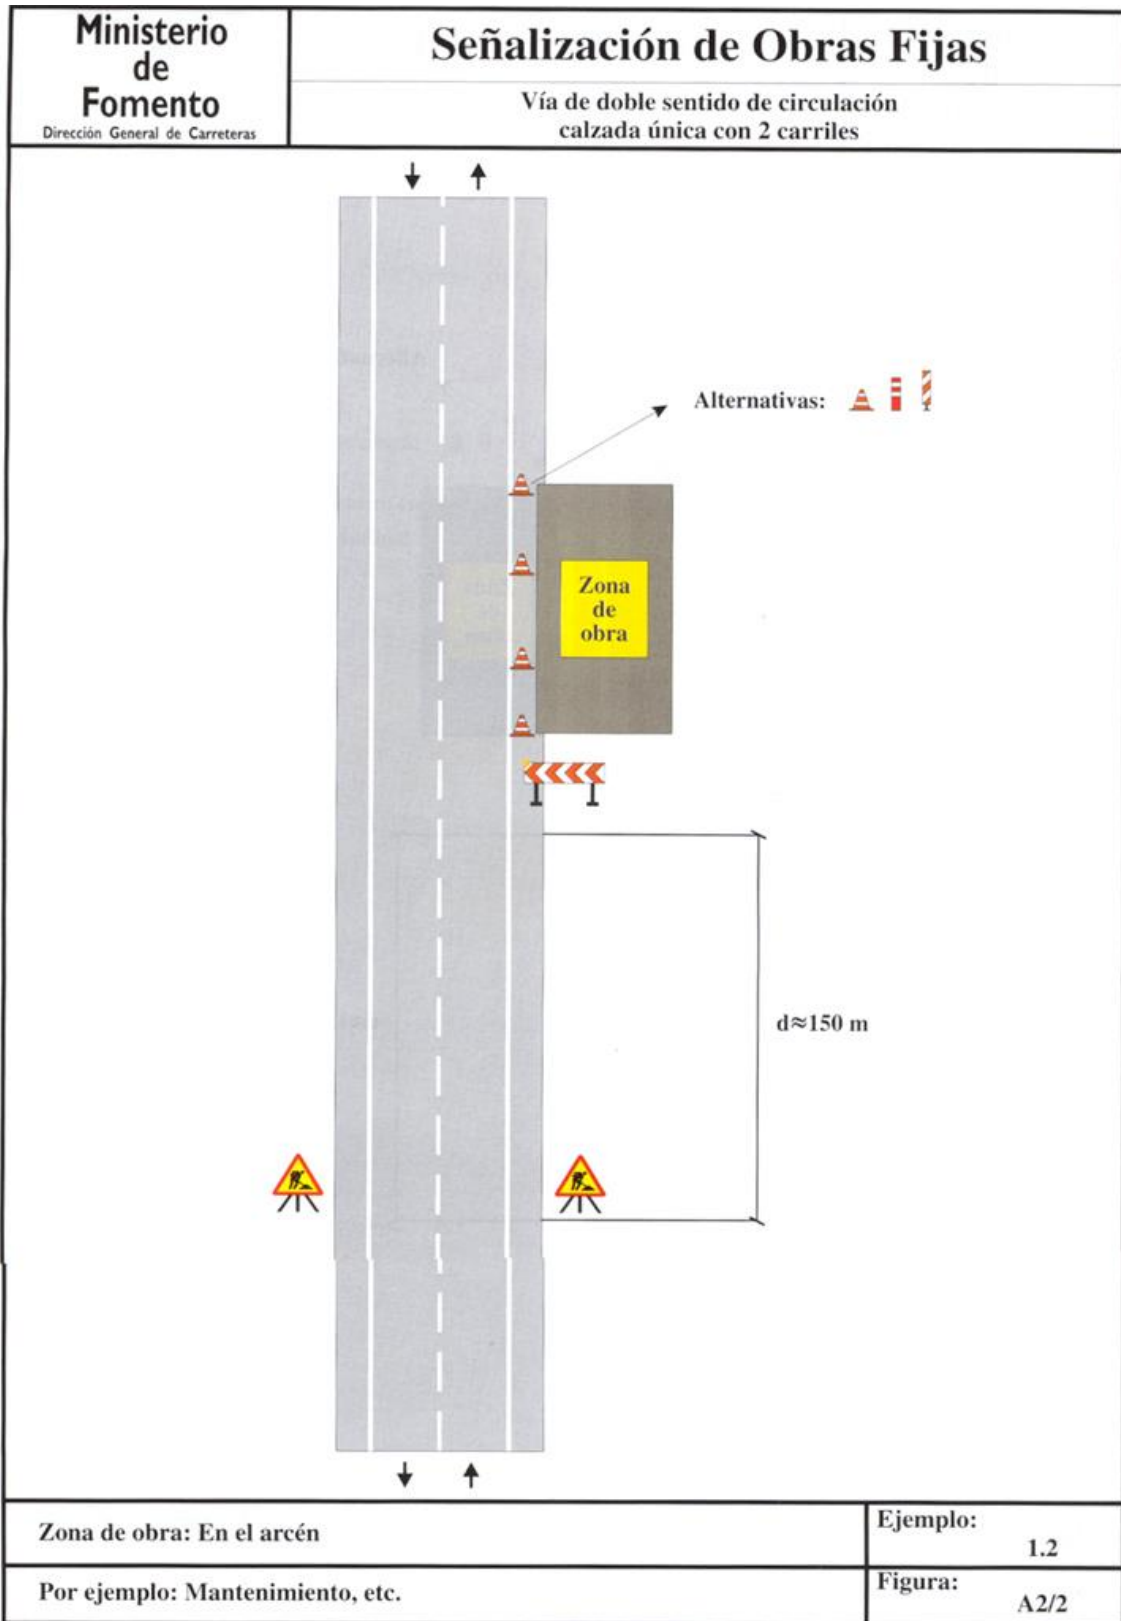 Ministerio
de
Fomento
Dirección General de Carreteras
Señalización de Obras Fijas
Vía de doble sentido de circulación
calzada única con 2 carriles
Alternativas:
Zona
de
obra
d≈150 m
Zona de obra: En el arcén
Ejemplo:
1.2
Por ejemplo: Mantenimiento, etc.
Figura:
A2/2